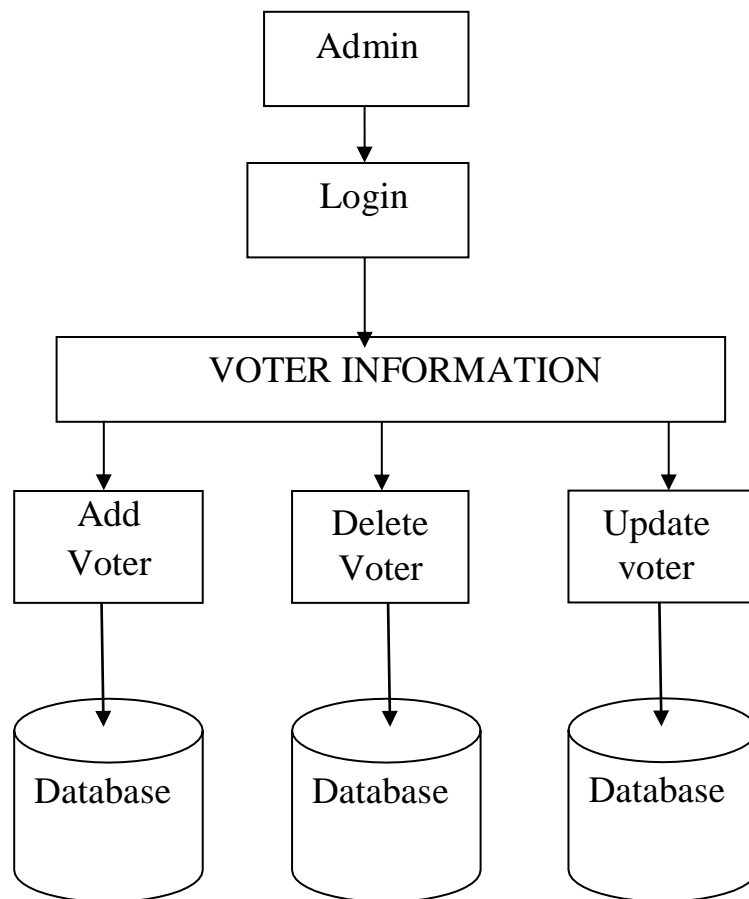 Admin
Login
VOTER INFORMATION
Add
Voter
Delete
Voter
Update
voter
Database
Database
Database